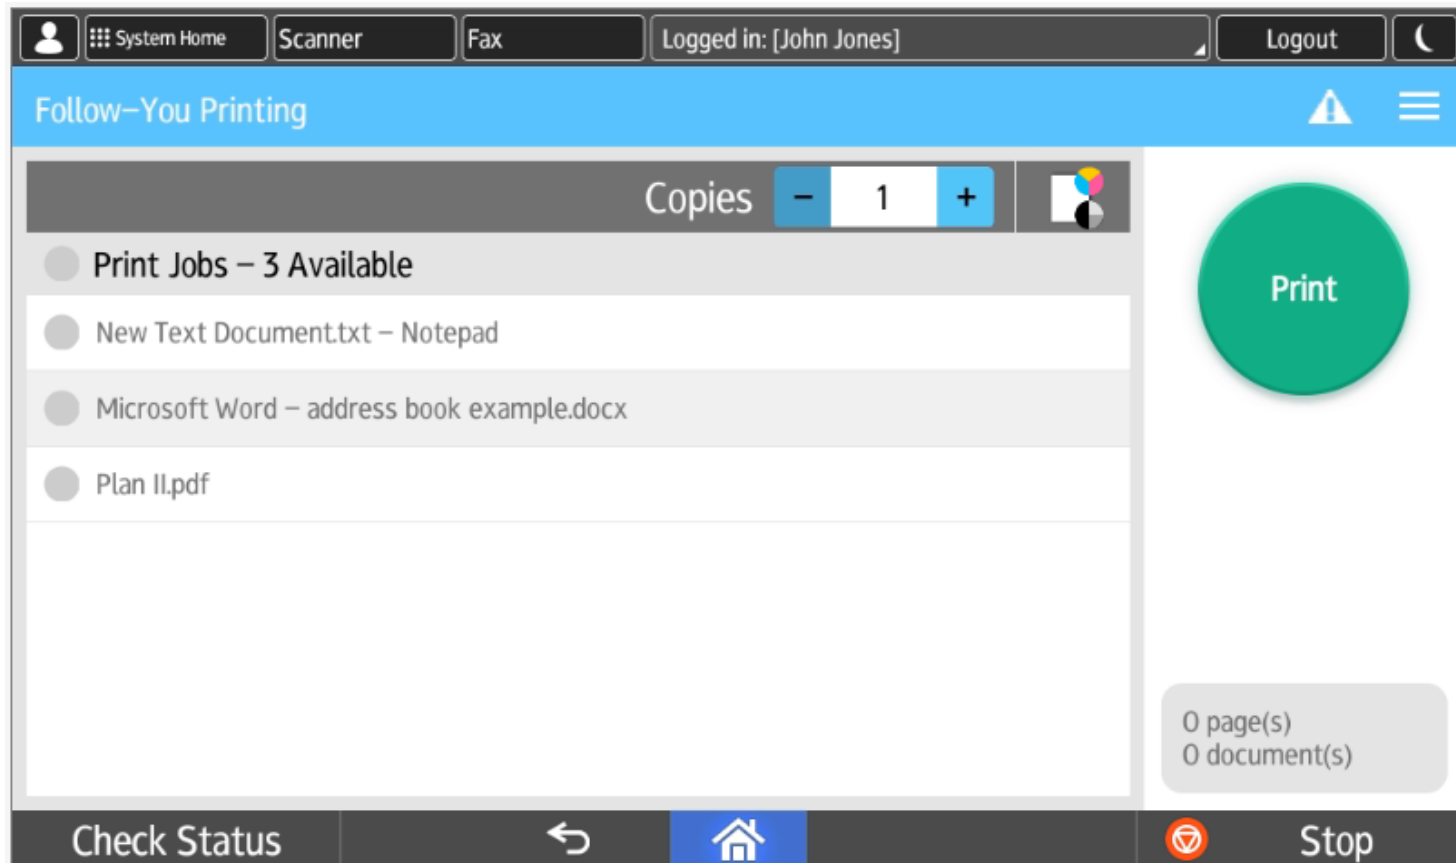 System Home Scanner Fax Logged in: [John Jones] Logout
Follow–You Printing
Copies – 1 +
Print Jobs – 3 Available
New Text Document.txt – Notepad
Microsoft Word – address book example.docx
Plan II.pdf
Print
0 page(s)
0 document(s)
Check Status Stop